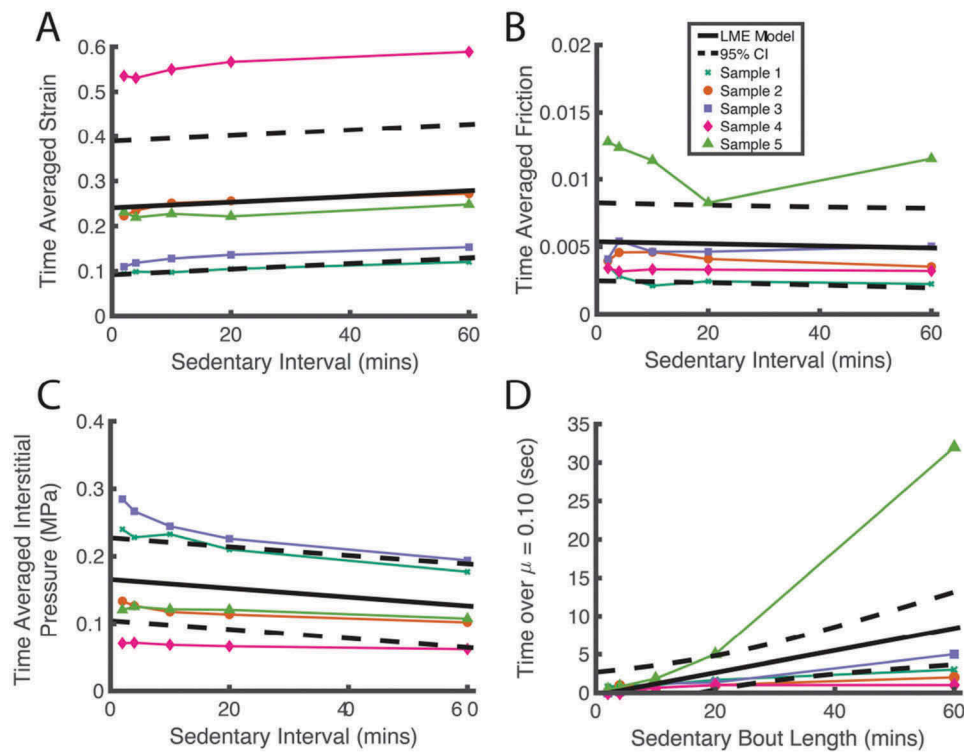 A
0.6
0.5
0.4
0.3
0.2
0.1
0
Time Averaged Strain
0
20
40
60
Sedentary Interval (mins)
B
0.02
0.015
0.01
0.005
0
Time Averaged Friction
LME Model
95% CI
Sample 1
Sample 2
Sample 3
Sample 4
Sample 5
0
20
40
60
Sedentary Interval (mins)
C
0.4
0.3
0.2
0.1
0
Time Averaged Interstitial
Pressure (MPa)
0
20
40
60
Sedentary Interval (mins)
D
35
30
25
20
15
10
5
0
Time over μ = 0.10 (sec)
0
20
40
60
Sedentary Bout Length (mins)